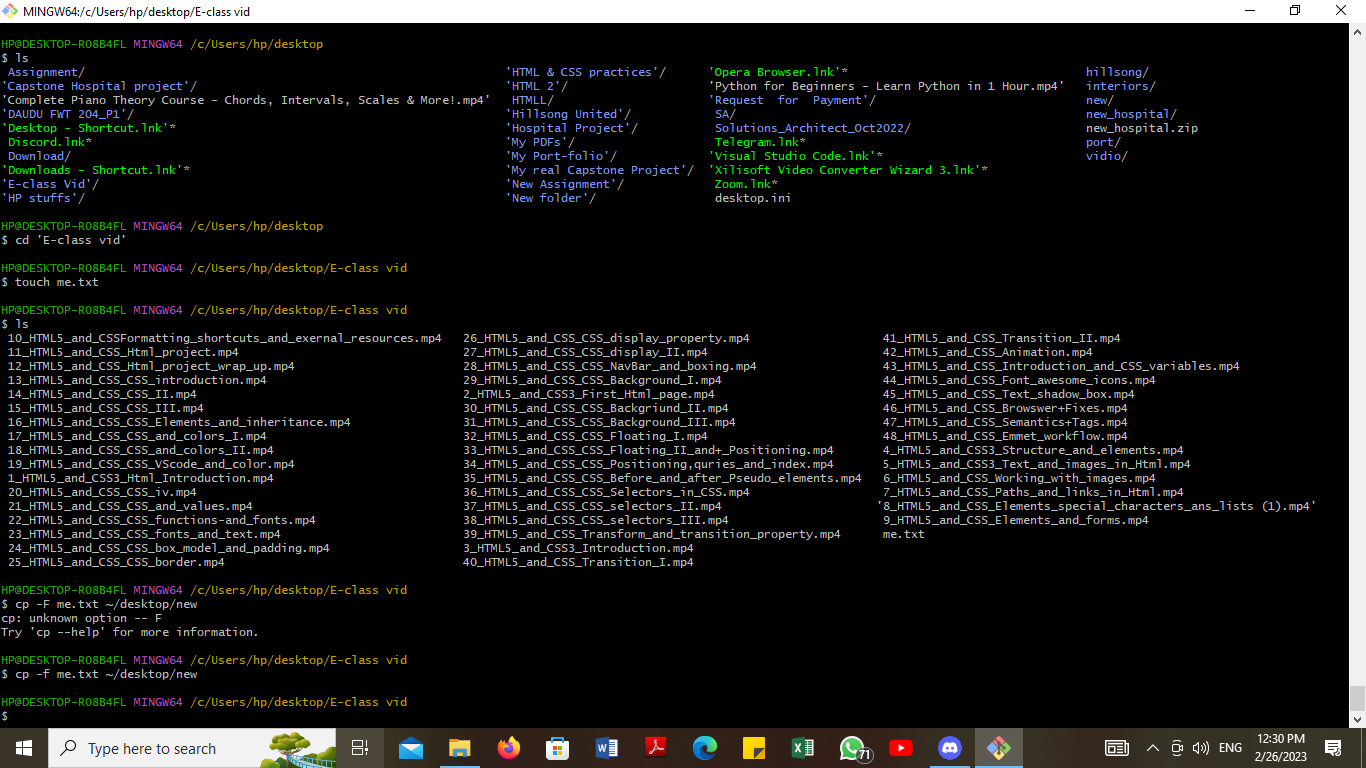 MINGW64:/c/Users/hp/desktop/E-class vid
HP@DESKTOP-RO8B4FL MINGW64 /c/Users/hp/desktop
$ ls
Assignment/ 'HTML & CSS practices'/ 'Opera Browser.lnk'* hillsong/
'Capstone Hospital project'/ 'HTML 2'/ 'Python for Beginners - Learn Python in 1 Hour.mp4' interiors/
'Complete Piano Theory Course - Chords, Intervals, Scales & More!.mp4' HTMLL/ 'Request for Payment'/ new/
'DAUDU FWT 204_P1'/ 'Hillsong United'/ SA/ new_hospital/
'Desktop - Shortcut.lnk'* 'Hospital Project'/ Solutions_Architect_Oct2022/ new_hospital.zip
Discord.lnk* 'My PDFs'/ Telegram.lnk* port/
Download/ 'My Port-folio'/ 'Visual Studio Code.lnk'* vidio/
'Downloads - Shortcut.lnk'* 'My real Capstone Project'/ 'Xilisoft Video Converter Wizard 3.lnk'*
'E-class Vid'/ 'New Assignment'/ Zoom.lnk*
'HP stuffs'/ 'New folder'/ desktop.ini
HP@DESKTOP-RO8B4FL MINGW64 /c/Users/hp/desktop
$ cd 'E-class vid'
HP@DESKTOP-RO8B4FL MINGW64 /c/Users/hp/desktop/E-class vid
$ touch me.txt
HP@DESKTOP-RO8B4FL MINGW64 /c/Users/hp/desktop/E-class vid
$ ls
10_HTML5_and_CSSFormatting_shortcuts_and_exernal_resources.mp4 26_HTML5_and_CSS_CSS_display_property.mp4 41_HTML5_and_CSS_Transition_II.mp4
11_HTML5_and_CSS_Html_project.mp4 27_HTML5_and_CSS_CSS_display_II.mp4 42_HTML5_and_CSS_Animation.mp4
12_HTML5_and_CSS_Html_project_wrap_up.mp4 28_HTML5_and_CSS_CSS_NavBar_and_boxing.mp4 43_HTML5_and_CSS_Introduction_and_CSS_variables.mp4
13_HTML5_and_CSS_CSS_introduction.mp4 29_HTML5_and_CSS_CSS_Background_I.mp4 44_HTML5_and_CSS_Font_awesome_icons.mp4
14_HTML5_and_CSS_CSS_II.mp4 2_HTML5_and_CSS3_First_Html_page.mp4 45_HTML5_and_CSS_Text_shadow_box.mp4
15_HTML5_and_CSS_CSS_III.mp4 30_HTML5_and_CSS_CSS_Backgriund_II.mp4 46_HTML5_and_CSS_Browswer+Fixes.mp4
16_HTML5_and_CSS_CSS_Elements_and_inheritance.mp4 31_HTML5_and_CSS_CSS_Background_III.mp4 47_HTML5_and_CSS_Semantics+Tags.mp4
17_HTML5_and_CSS_CSS_and_colors_I.mp4 32_HTML5_and_CSS_CSS_Floating_I.mp4 48_HTML5_and_CSS_Emmet_workflow.mp4
18_HTML5_and_CSS_CSS_and_colors_II.mp4 33_HTML5_and_CSS_CSS_Floating_II_and+_Positioning.mp4 4_HTML5_and_CSS3_Structure_and_elements.mp4
19_HTML5_and_CSS_CSS_VScode_and_color.mp4 34_HTML5_and_CSS_CSS_Positioning,quries_and_index.mp4 5_HTML5_and_CSS3_Text_and_images_in_Html.mp4
1_HTML5_and_CSS3_Html_Introduction.mp4 35_HTML5_and_CSS_CSS_Before_and_after_Pseudo_elements.mp4 6_HTML5_and_CSS_Working_with_images.mp4
20_HTML5_and_CSS_CSS_iv.mp4 36_HTML5_and_CSS_CSS_Selectors_in_CSS.mp4 7_HTML5_and_CSS_Paths_and_links_in_Html.mp4
21_HTML5_and_CSS_CSS_and_values.mp4 37_HTML5_and_CSS_CSS_selectors_II.mp4 '8_HTML5_and_CSS_Elements_special_characters_ans_lists (1).mp4'
22_HTML5_and_CSS_CSS_functions-and_fonts.mp4 38_HTML5_and_CSS_CSS_selectors_III.mp4 9_HTML5_and_CSS_Elements_and_forms.mp4
23_HTML5_and_CSS_CSS_fonts_and_text.mp4 39_HTML5_and_CSS_CSS_Transform_and_transition_property.mp4 me.txt
24_HTML5_and_CSS_CSS_box_model_and_padding.mp4 3_HTML5_and_CSS3_Introduction.mp4
25_HTML5_and_CSS_CSS_border.mp4 40_HTML5_and_CSS_Transition_I.mp4
HP@DESKTOP-RO8B4FL MINGW64 /c/Users/hp/desktop/E-class vid
$ cp -F me.txt ~/desktop/new
cp: unknown option -- F
Try 'cp --help' for more information.
HP@DESKTOP-RO8B4FL MINGW64 /c/Users/hp/desktop/E-class vid
$ cp -f me.txt ~/desktop/new
HP@DESKTOP-RO8B4FL MINGW64 /c/Users/hp/desktop/E-class vid
$
Type here to search 71 ENG 12:30 PM
2/26/2023